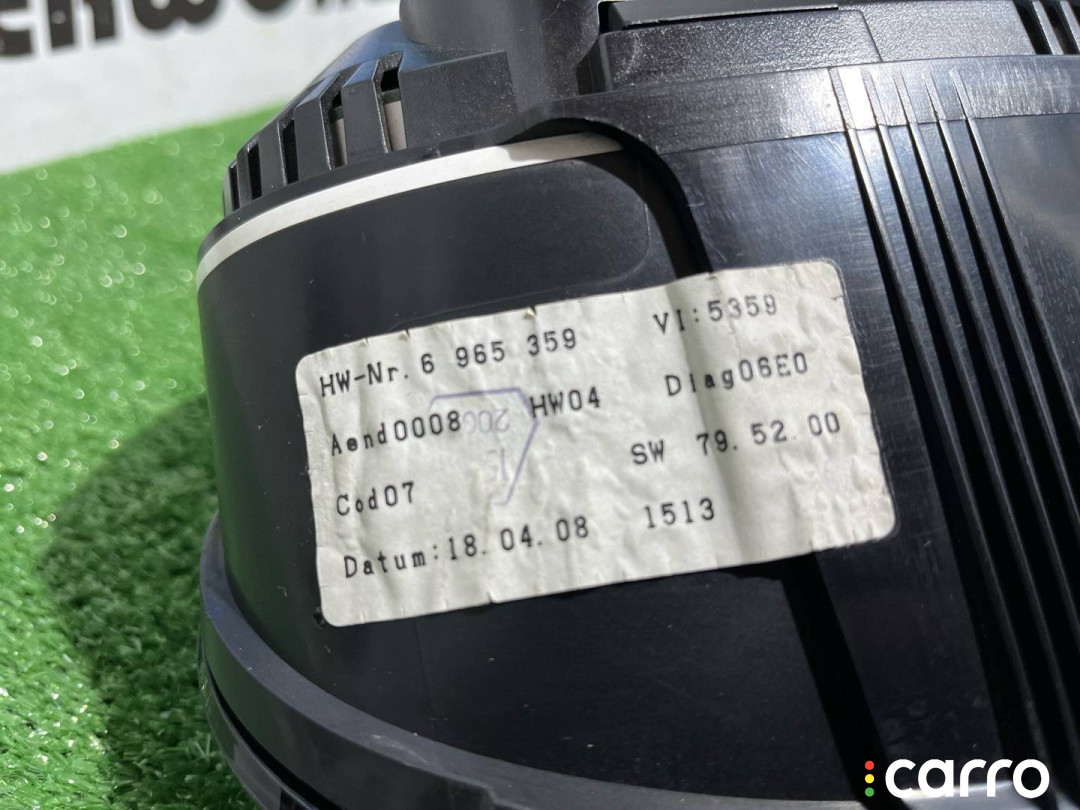 HW-Nr. 6 965 359 VI:5359
Aend0008 HW04 Diag06E0
Cod07 SW 79.52.00
Datum:18.04.08 1513
carro